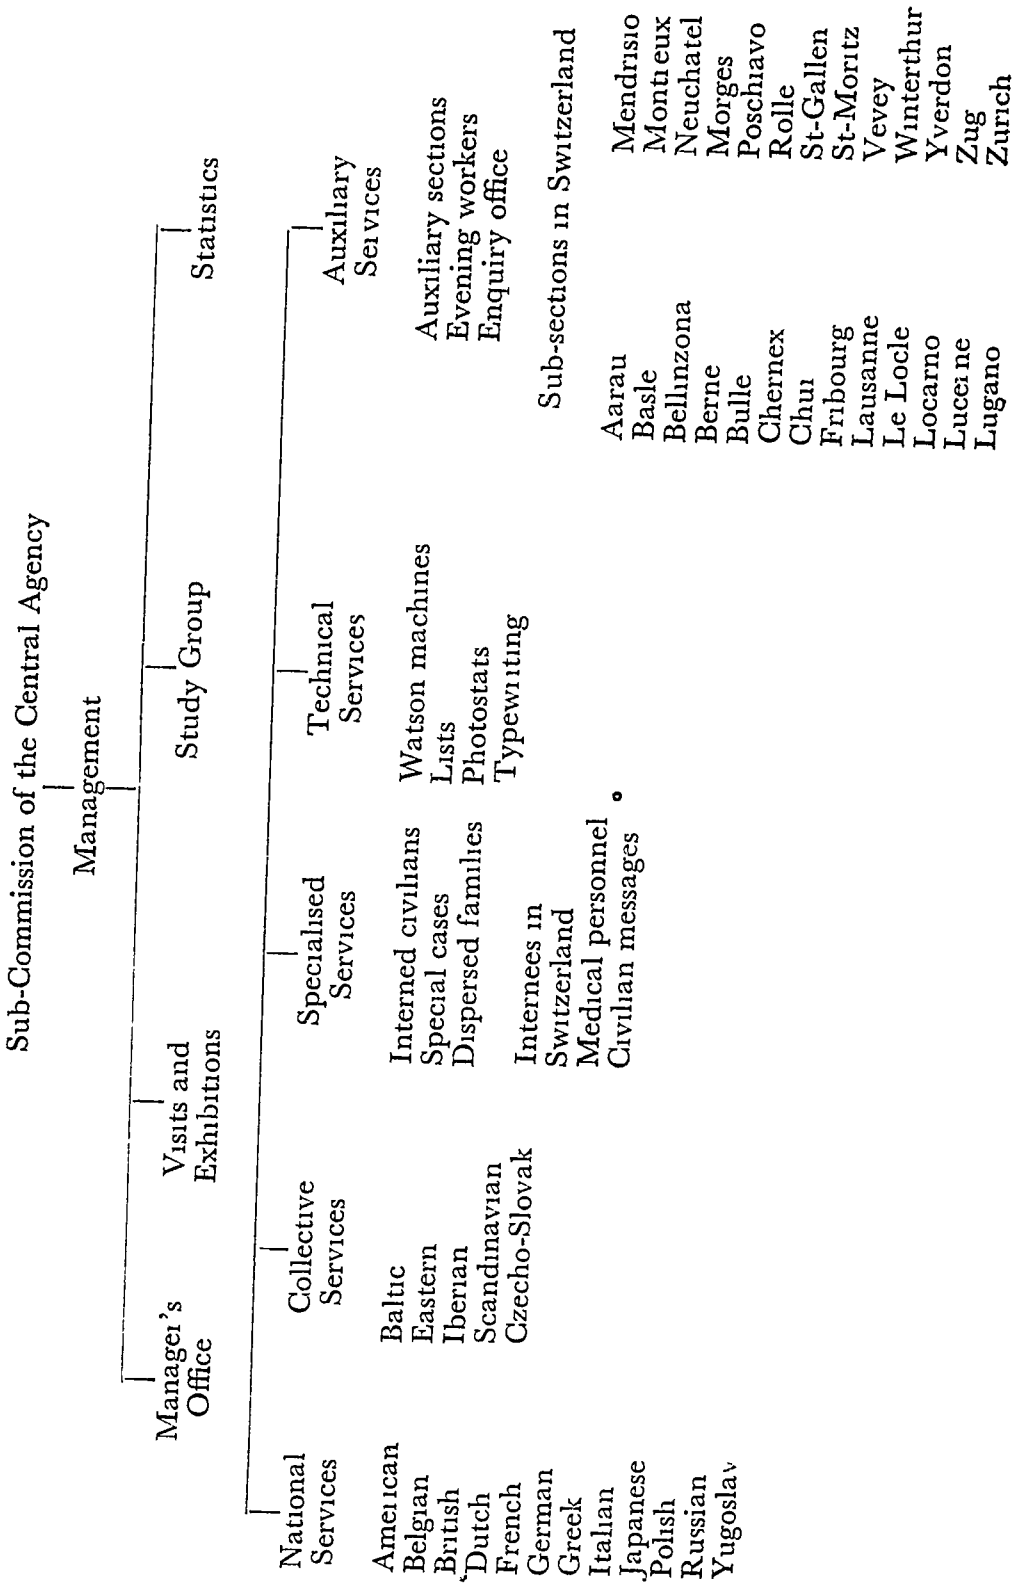 Sub-Commission of the Central Agency
Management
Manager's
Office
Visits and
Exhibitions
Study Group
Statistics
National
Services
American
Belgian
British
Dutch
French
German
Greek
Italian
Japanese
Polish
Russian
Yugoslav
Collective
Services
Baltic
Eastern
Iberian
Scandinavian
Czecho-Slovak
Specialised
Services
Interned civilians
Special cases
Dispersed families
Internees in
Switzerland
Medical personnel
Civilian messages
Technical
Services
Watson machines
Lists
Photostats
Typewriting
Auxiliary
Services
Auxiliary sections
Evening workers
Enquiry office
Sub-sections in Switzerland
Aarau
Basle
Bellinzona
Berne
Bulle
Chernex
Chur
Fribourg
Lausanne
Le Locle
Locarno
Lucerne
Lugano
Mendrisio
Montreux
Neuchatel
Morges
Poschiavo
Rolle
St-Gallen
St-Moritz
Vevey
Winterthur
Yverdon
Zug
Zurich